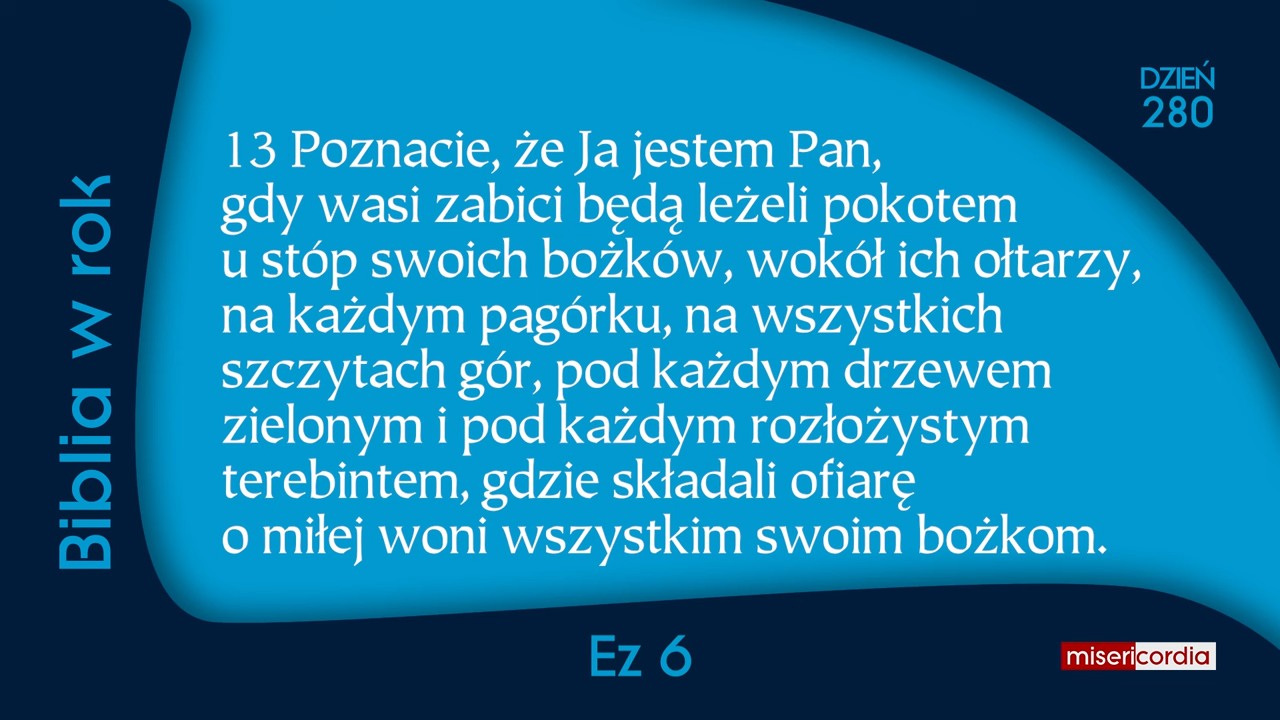 DZIEŃ
280
13 Poznacie, że Ja jestem Pan,
gdy wasi zabici będą leżeli pokotem
u stóp swoich bożków, wokół ich ołtarzy,
na każdym pagórku, na wszystkich
szczytach gór, pod każdym drzewem
zielonym i pod każdym rozłożystym
terebintem, gdzie składali ofiarę
o miłej woni wszystkim swoim bożkom.
Biblia w rok
Ez 6
misericordia